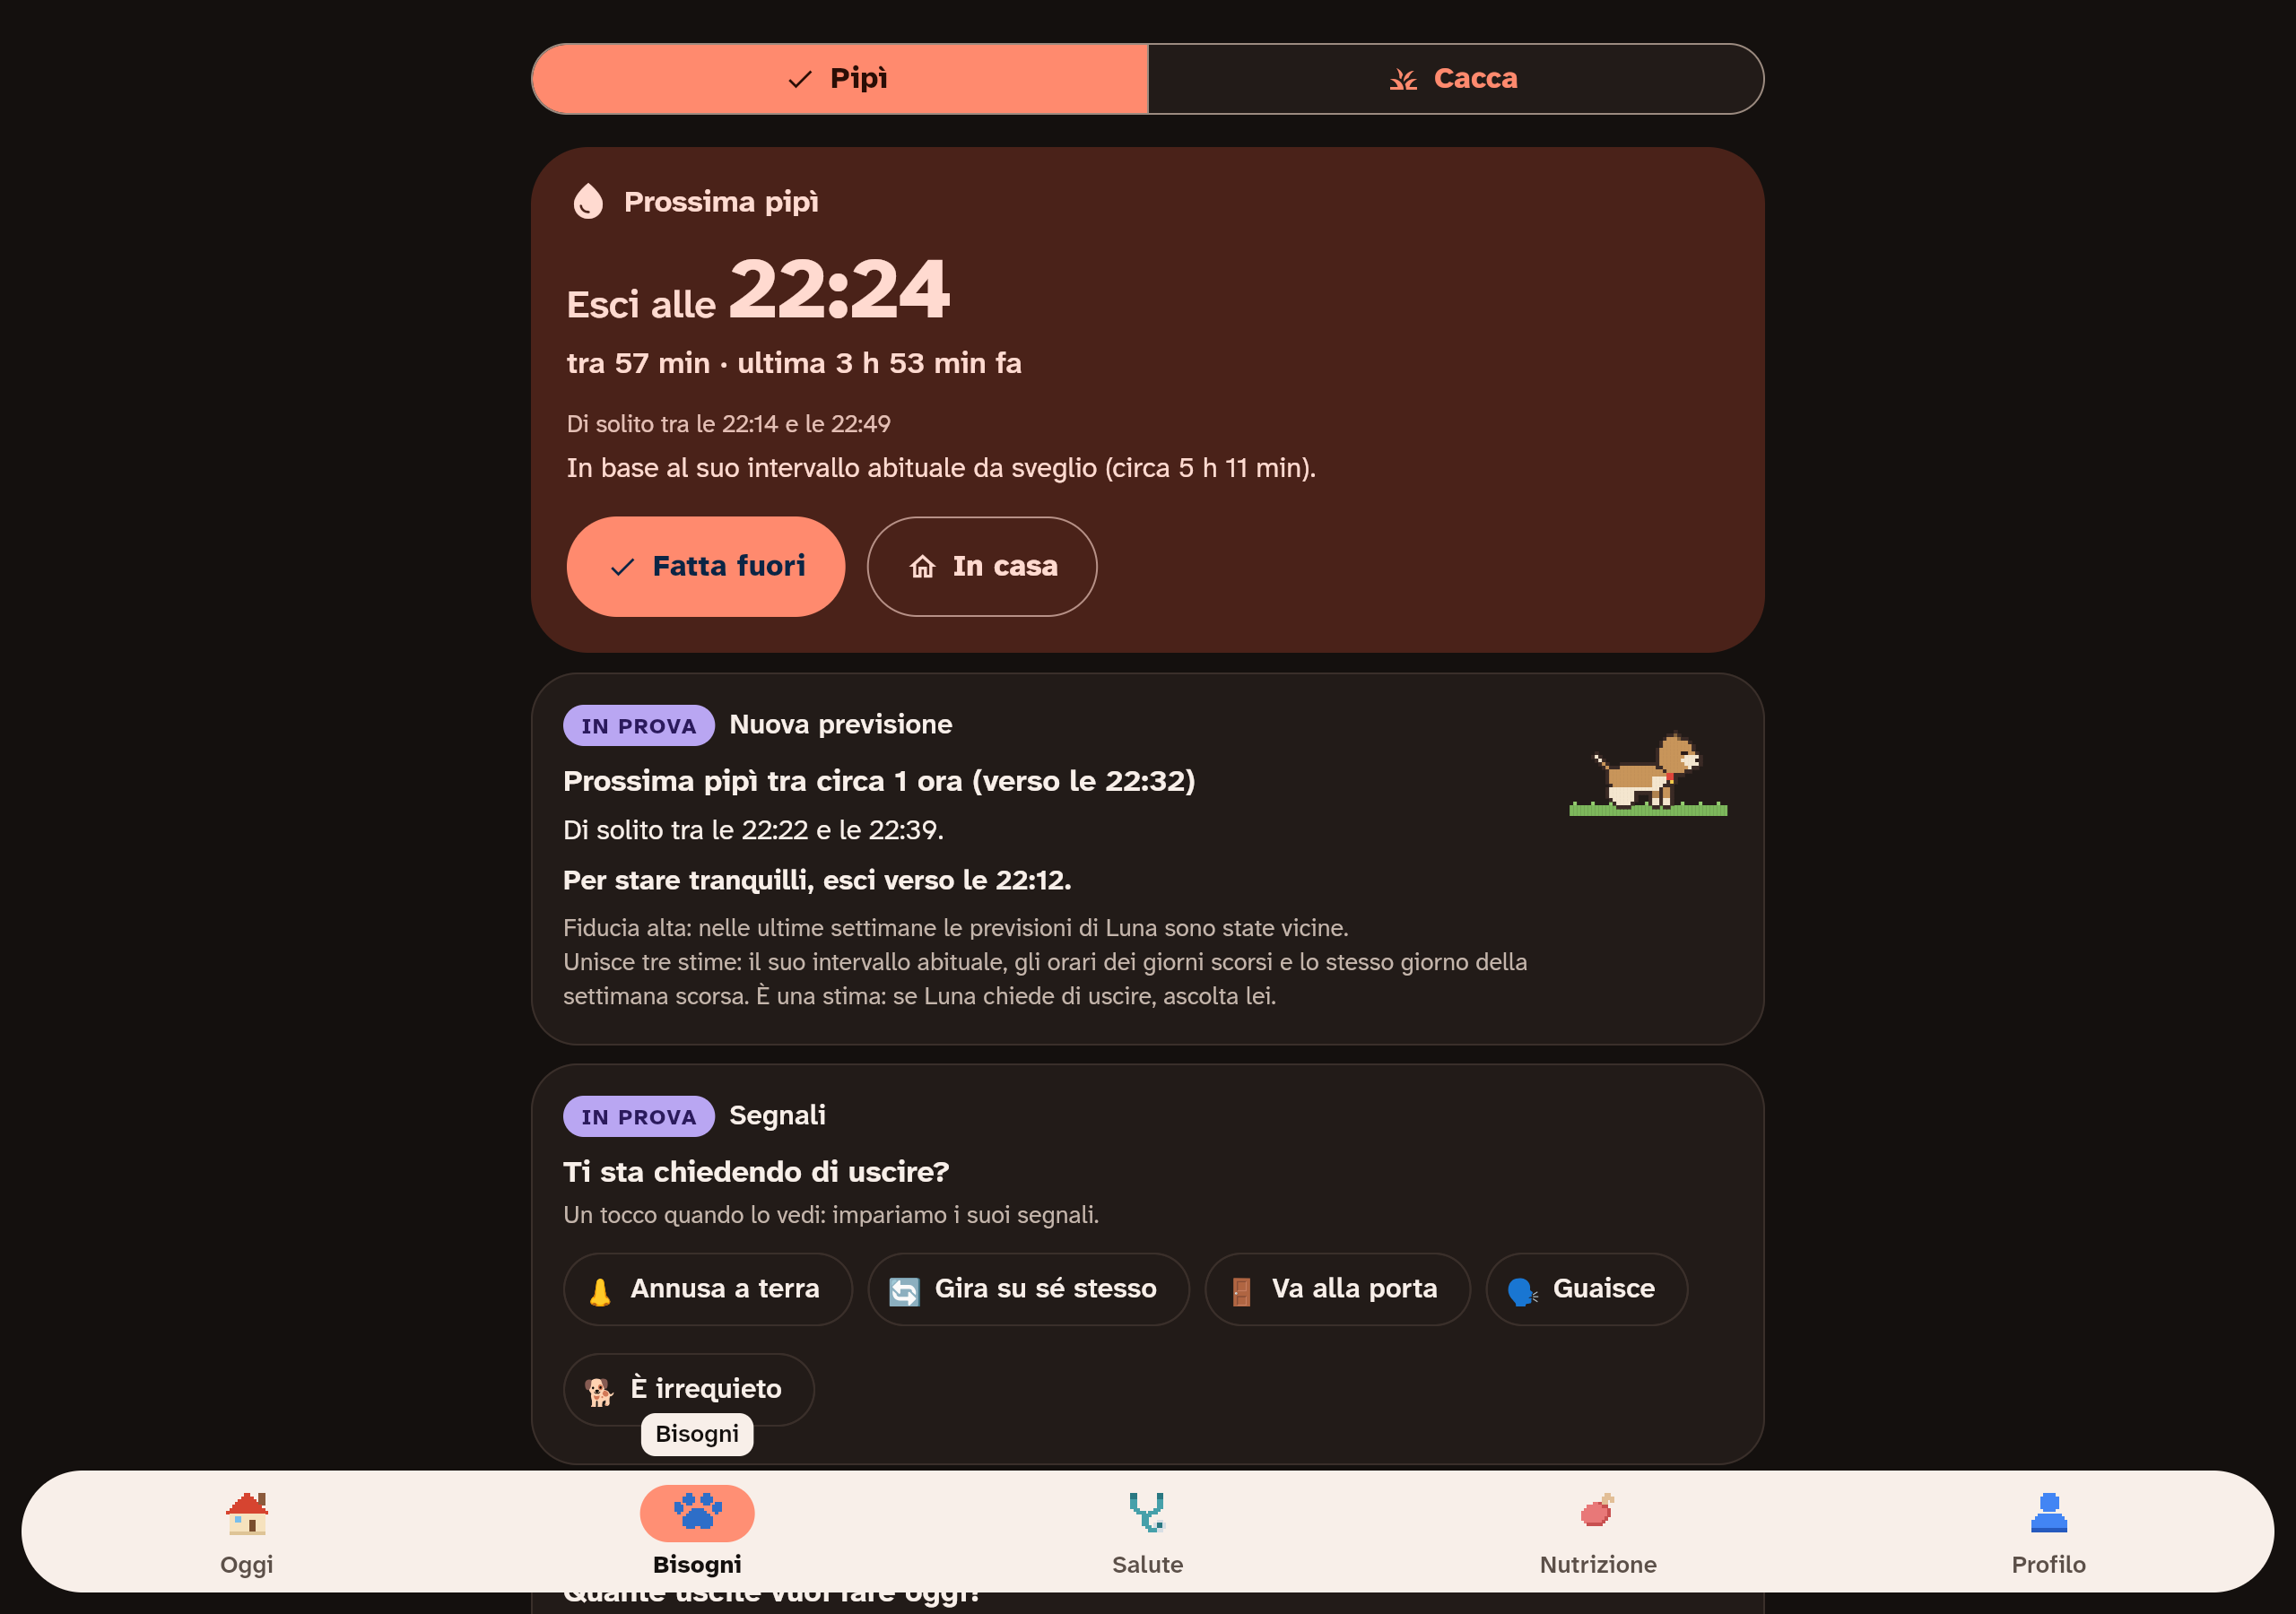 Pipì
Cacca
Prossima pipì
Esci alle 22:24
tra 57 min · ultima 3 h 53 min fa
Di solito tra le 22:14 e le 22:49
In base al suo intervallo abituale da sveglio (circa 5 h 11 min).
Fatta fuori
In casa
IN PROVA Nuova previsione
Prossima pipì tra circa 1 ora (verso le 22:32)
Di solito tra le 22:22 e le 22:39.
Per stare tranquilli, esci verso le 22:12.
Fiducia alta: nelle ultime settimane le previsioni di Luna sono state vicine.
Unisce tre stime: il suo intervallo abituale, gli orari dei giorni scorsi e lo stesso giorno della
settimana scorsa. È una stima: se Luna chiede di uscire, ascolta lei.
IN PROVA Segnali
Ti sta chiedendo di uscire?
Un tocco quando lo vedi: impariamo i suoi segnali.
Annusa a terra
Gira su sé stesso
Va alla porta
Guaisce
È irrequieto
Bisogni
Oggi
Bisogni
Salute
Nutrizione
Profilo
Quante uscite vuoi fare oggi?